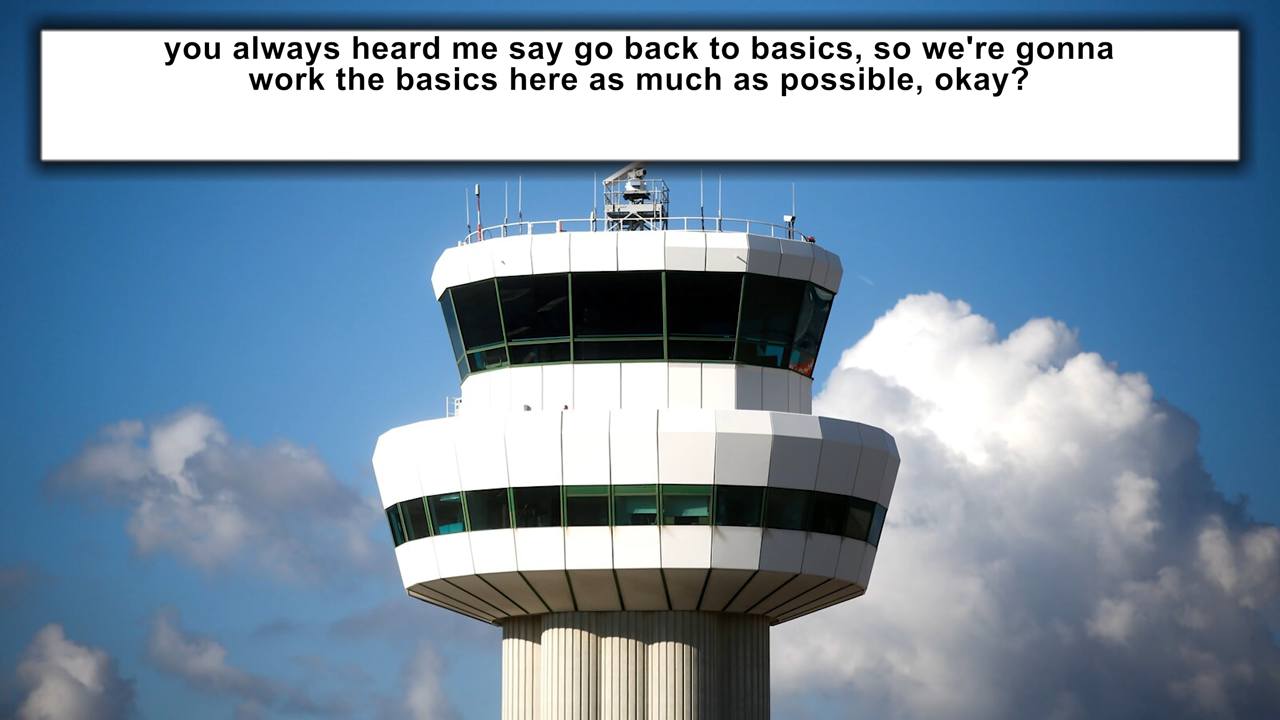 you always heard me say go back to basics, so we're gonna
work the basics here as much as possible, okay?